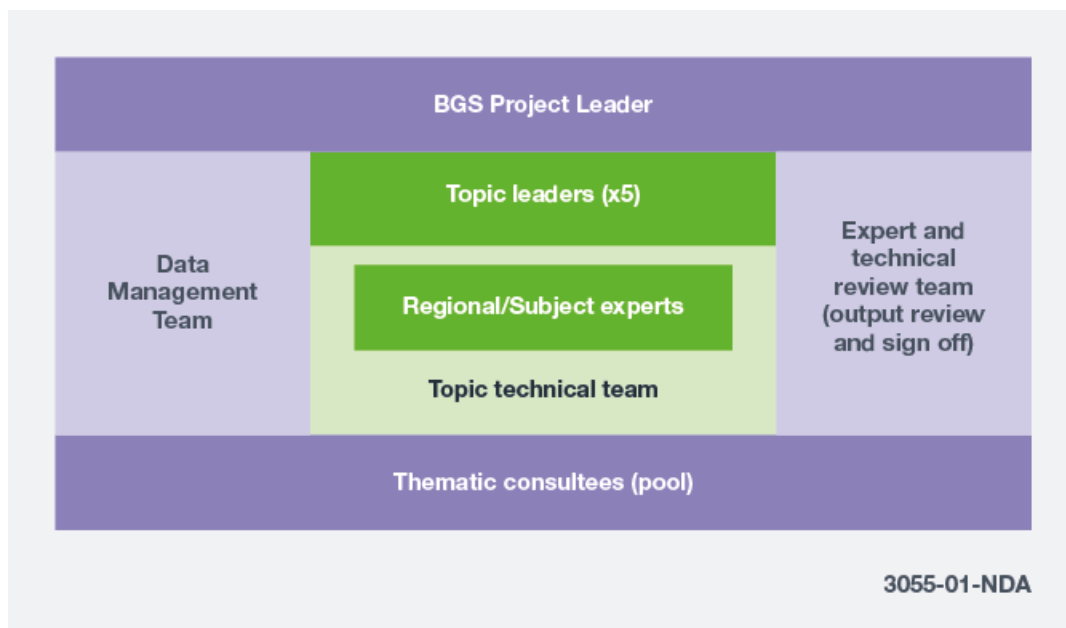 BGS Project Leader
Topic leaders (x5)
Data
Management
Team
Regional/Subject experts
Topic technical team
Expert and
technical
review team
(output review
and sign off)
Thematic consultees (pool)
3055-01-NDA